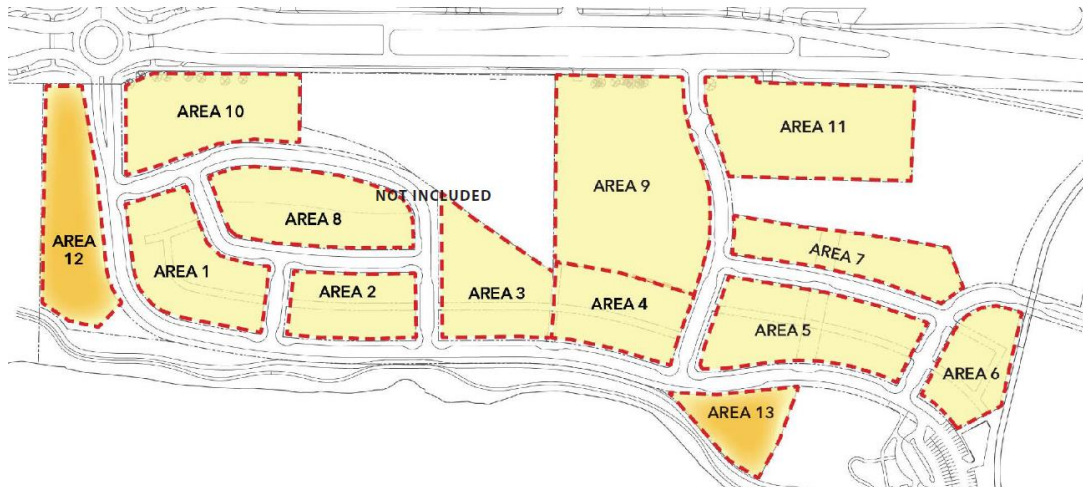 AREA 10
AREA 11
AREA 9
NOT INCLUDED
AREA 8
AREA
12
AREA 1
AREA 7
AREA 2
AREA 3
AREA 4
AREA 5
AREA 6
AREA 13